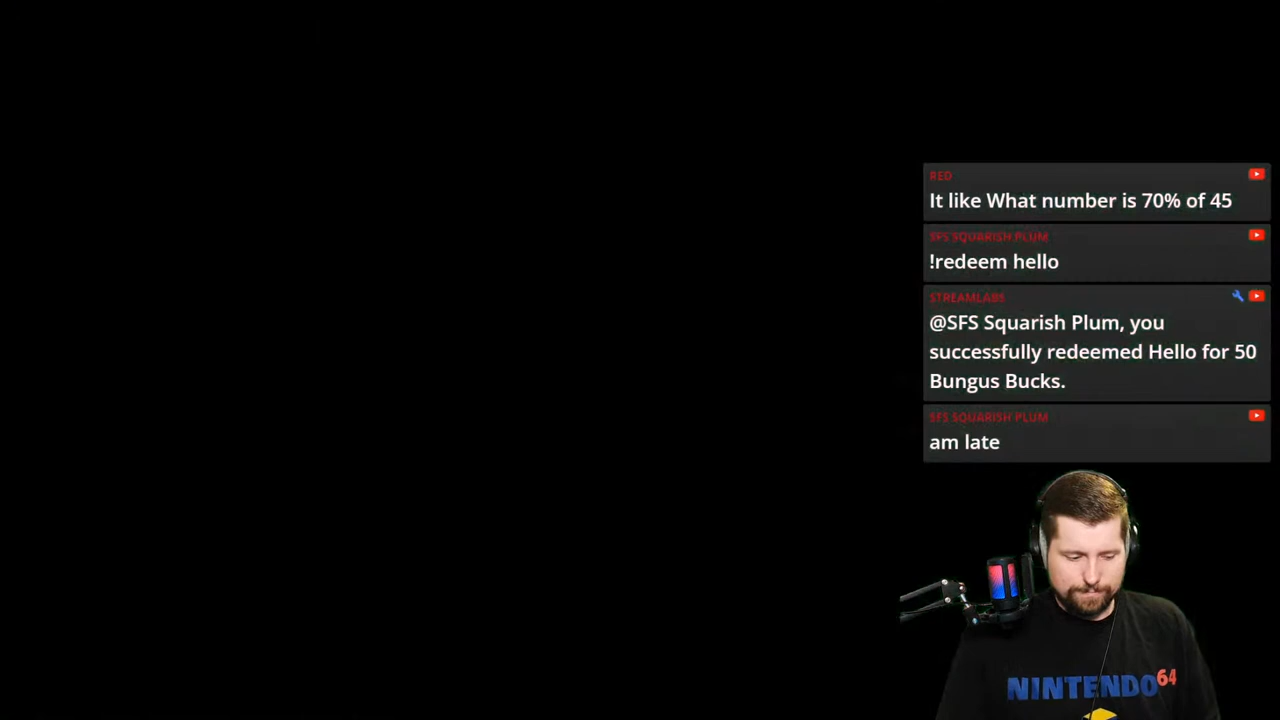 RED
It like What number is 70% of 45
SFS SQUARISH PLUM
!redeem hello
STREAMLABS
@SFS Squarish Plum, you
successfully redeemed Hello for 50
Bungus Bucks.
SFS SQUARISH PLUM
am late
NINTENDO64